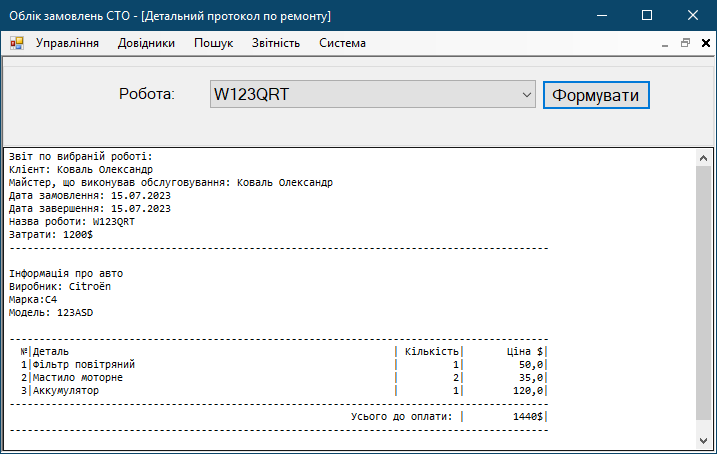 Облік замовлень СТО - [Детальний протокол по ремонту]
Управління Довідники Пошук Звітність Система
Робота: W123QRT Формувати
Звіт по вибраній роботі:
Клієнт: Коваль Олександр
Майстер, що виконував обслуговування: Коваль Олександр
Дата замовлення: 15.07.2023
Дата завершення: 15.07.2023
Назва роботи: W123QRT
Затрати: 1200$
Інформація про авто
Виробник: Citroën
Марка:C4
Модель: 123ASD
№|Деталь | Кількість| Ціна $|
1|Фільтр повітряний | 1| 50,0|
2|Мастило моторне | 2| 35,0|
3|Аккумулятор | 1| 120,0|
Усього до оплати: | 1440$|